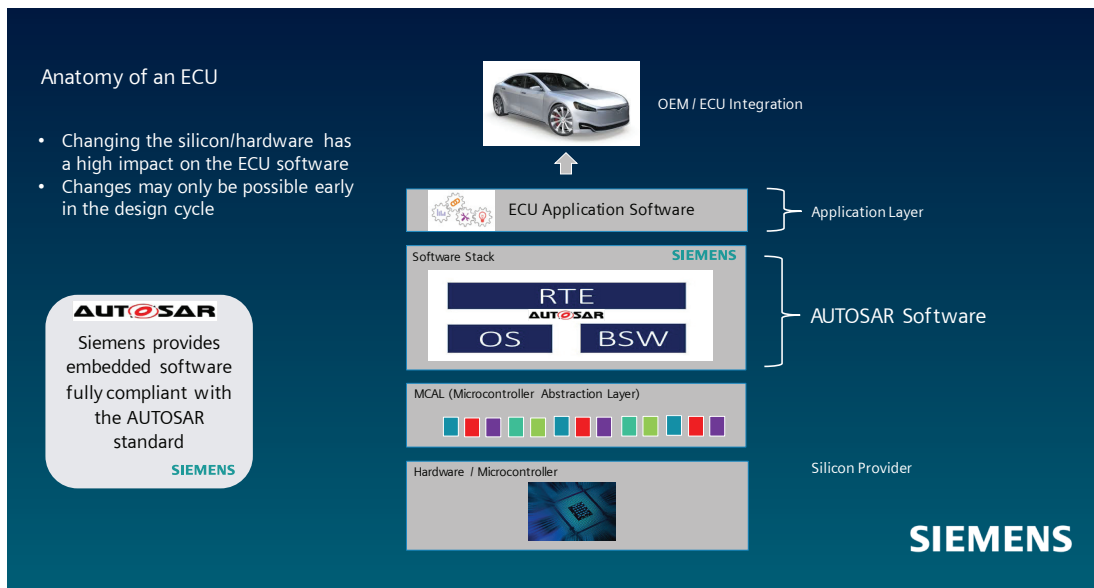 Anatomy of an ECU
• Changing the silicon/hardware has
a high impact on the ECU software
• Changes may only be possible early
in the design cycle
AUTOSAR
Siemens provides
embedded software
fully compliant with
the AUTOSAR
standard
SIEMENS
OEM / ECU Integration
ECU Application Software
Application Layer
Software Stack
SIEMENS
RTE
AUTOSAR
OS
BSW
AUTOSAR Software
MCAL (Microcontroller Abstraction Layer)
Hardware / Microcontroller
Silicon Provider
SIEMENS